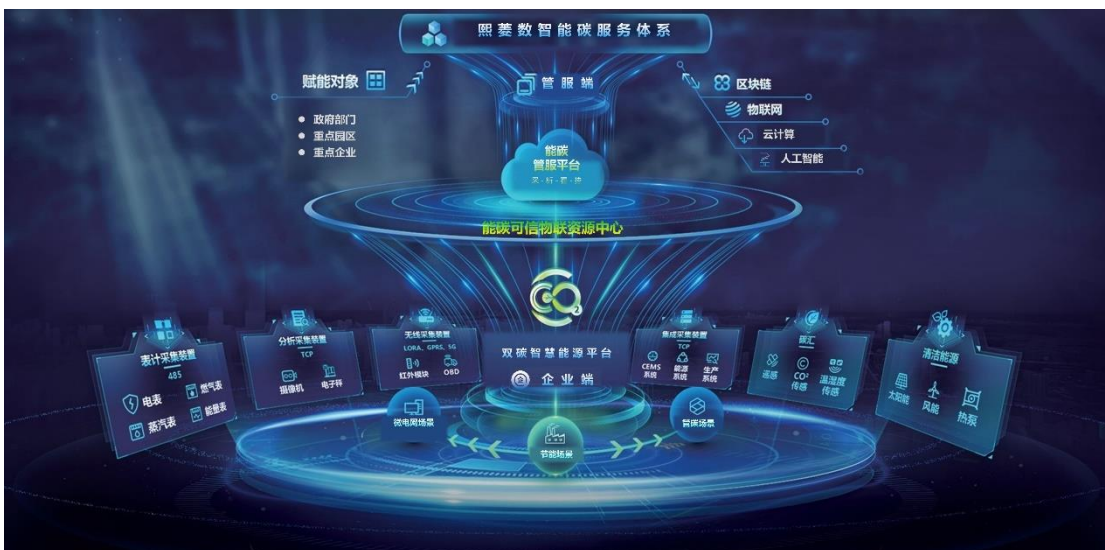 熙菱数智能碳服务体系
赋能对象
政府部门
重点园区
重点企业
管服端
区块链
物联网
云计算
人工智能
能碳
管服平台
能碳可信物联资源中心
CO2
表计采集装置
485
电表
燃气表
蒸汽表
能量表
分析采集装置
TCP
摄像机
电子秤
无线采集装置
LORA, GPRS, 5G
红外模块
OBD
双碳智慧能源平台
企业端
集成采集装置
TCP
CEMS
系统
能源
系统
生产
系统
碳汇
遥感
CO²
传感
温湿度
传感
清洁能源
太阳能
风能
热泵
微电网场景
节能场景
管碳场景